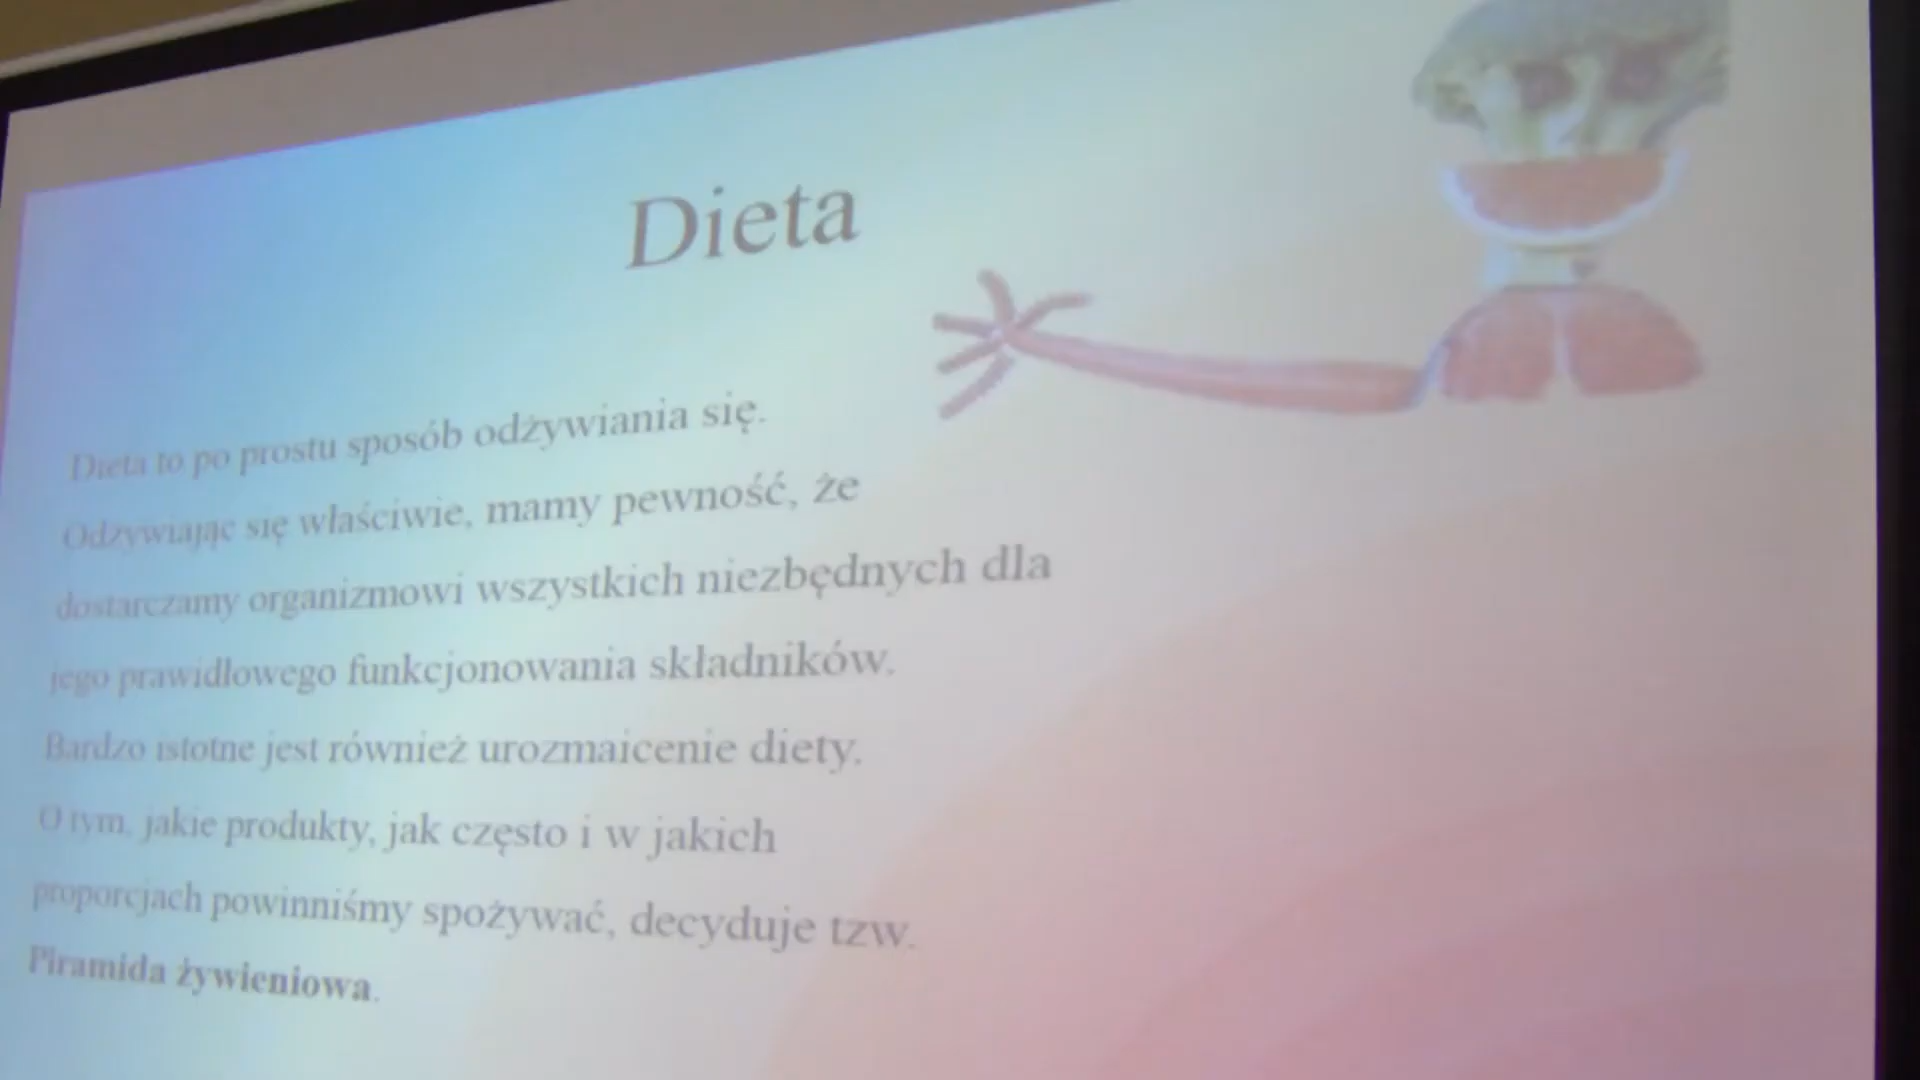 Dieta
Dieta to po prostu sposób odżywiania się.
Odżywiając się właściwie, mamy pewność, że
dostarczamy organizmowi wszystkich niezbędnych dla
jego prawidłowego funkcjonowania składników.
Bardzo istotne jest również urozmaicenie diety.
O tym, jakie produkty, jak często i w jakich
proporcjach powinniśmy spożywać, decyduje tzw.
Piramida żywieniowa.